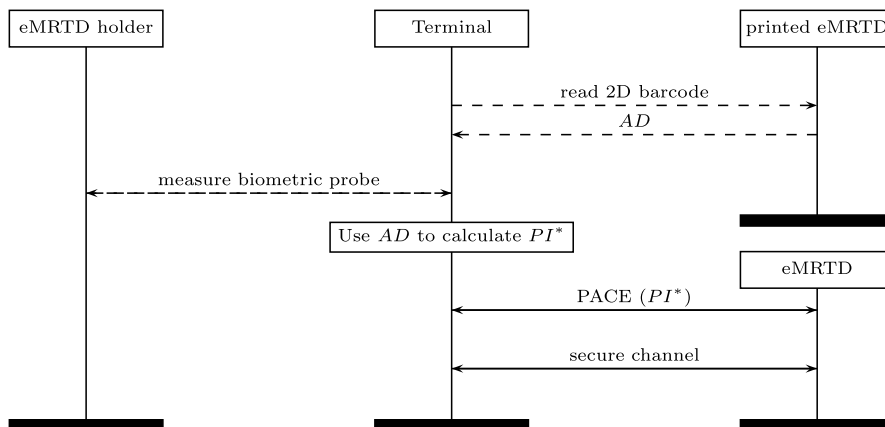 eMRTD holder
Terminal
printed eMRTD
read 2D barcode
AD
measure biometric probe
Use AD to calculate PI*
eMRTD
PACE (PI*)
secure channel